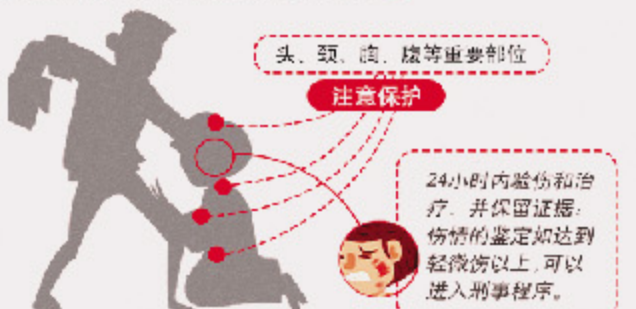 头、颈、胸、腹等重要部位
注意保护
24小时内验伤和治
疗，并保留证据；
伤情的鉴定如达到
轻微伤以上，可以
进入刑事程序。